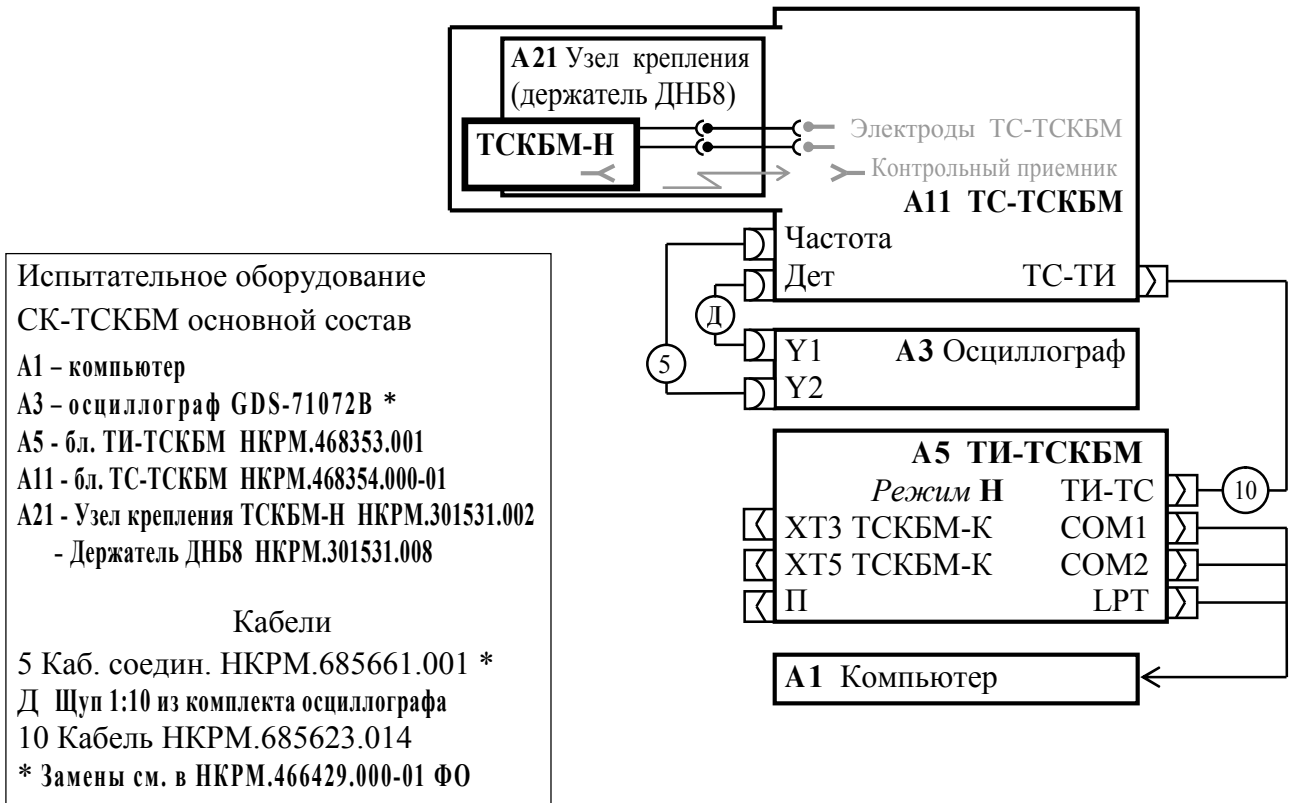 А21 Узел крепления
(держатель ДНБ8)
ТСКБМ-Н
Электроды ТС-ТСКБМ
Контрольный приемник
А11 ТС-ТСКБМ
Частота
Дет
ТС-ТИ
Д
5
Y1
А3 Осциллограф
Y2
А5 ТИ-ТСКБМ
Режим Н
ТИ-ТС
10
ХТ3 ТСКБМ-К
СОМ1
ХТ5 ТСКБМ-К
СОМ2
П
LPT
А1 Компьютер
Испытательное оборудование
СК-ТСКБМ основной состав
А1 – компьютер
А3 – осциллограф GDS-71072B *
А5 - бл. ТИ-ТСКБМ НКРМ.468353.001
А11 - бл. ТС-ТСКБМ НКРМ.468354.000-01
А21 - Узел крепления ТСКБМ-Н НКРМ.301531.002
– Держатель ДНБ8 НКРМ.301531.008
Кабели
5 Каб. соедин. НКРМ.685661.001 *
Д Щуп 1:10 из комплекта осциллографа
10 Кабель НКРМ.685623.014
* Замены см. в НКРМ.466429.000-01 ФО